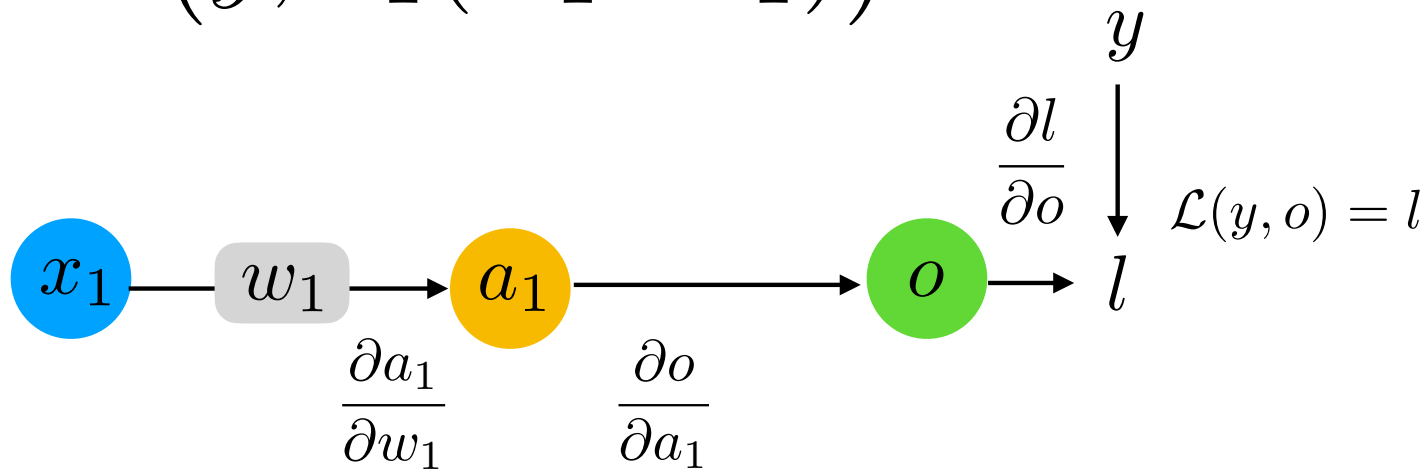 y
∂l
∂o
ℒ(y, o) = l
x₁
w₁
a₁
o
l
∂a₁
∂w₁
∂o
∂a₁